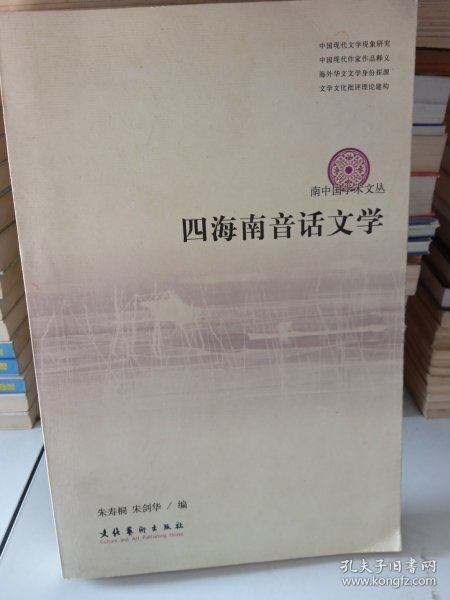 中国现代文学现象研究
中国现代作家作品释义
海外华文文学身份探源
文学文化批评理论建构
南中国学术文丛
四海南音话文学
朱寿桐 宋剑华 / 编
文化艺术出版社
Culture and Art Publishing House
孔夫子旧书网
www.kongfz.com